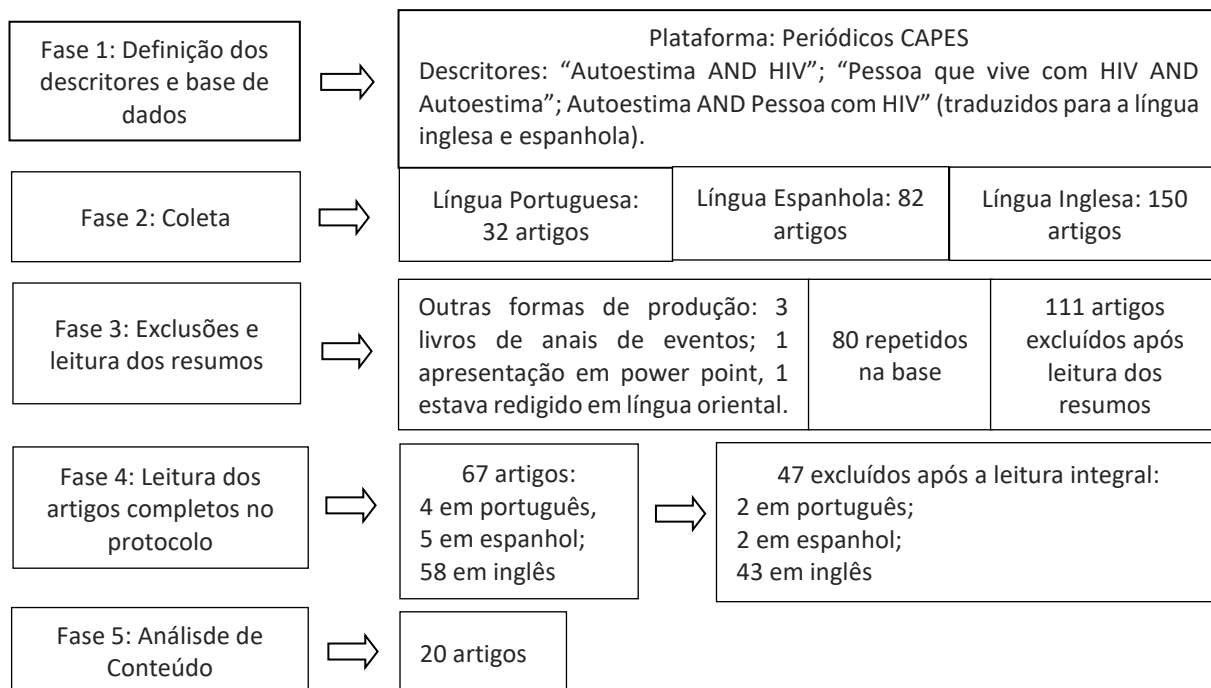 Fase 1: Definição dos
descritores e base de
dados
Plataforma: Periódicos CAPES
Descritores: “Autoestima AND HIV”; “Pessoa que vive com HIV AND
Autoestima”; Autoestima AND Pessoa com HIV” (traduzidos para a língua
inglesa e espanhola).
Fase 2: Coleta
Língua Portuguesa:
32 artigos
Língua Espanhola: 82
artigos
Língua Inglesa: 150
artigos
Fase 3: Exclusões e
leitura dos resumos
Outras formas de produção: 3
livros de anais de eventos; 1
apresentação em power point, 1
estava redigido em língua oriental.
80 repetidos
na base
111 artigos
excluídos após
leitura dos
resumos
Fase 4: Leitura dos
artigos completos no
protocolo
67 artigos:
4 em português,
5 em espanhol;
58 em inglês
47 excluídos após a leitura integral:
2 em português;
2 em espanhol;
43 em inglês
Fase 5: Análisde de
Conteúdo
20 artigos